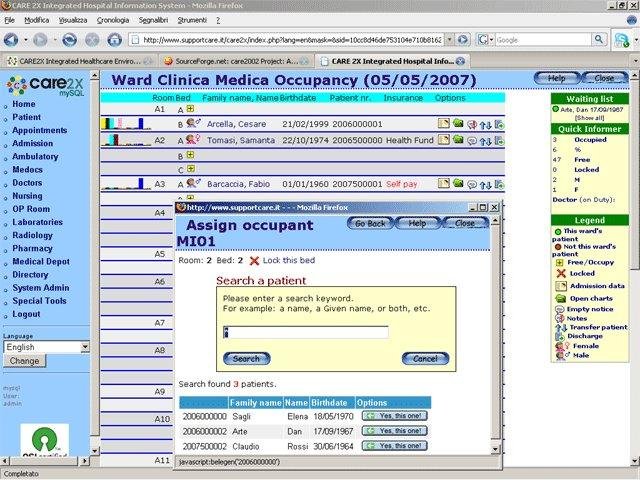 CARE 2X Integrated Hospital Information System - Mozilla Firefox
File Modifica Visualizza Cronologia Segnalibri Strumenti ?
http://www.supportcare.it/care2x/index.php?lang=en&mask=&sid=10cc8d46de753104e710b8162
Google
CARE2X Integrated Healthcare Enviro...
SourceForge.net: care2002 Project: A...
CARE 2X Integrated Hospital Info...
care2X
mySQL
Home
Patient
Appointments
Admission
Ambulatory
Medocs
Doctors
Nursing
OP Room
Laboratories
Radiology
Pharmacy
Medical Depot
Directory
System Admin
Special Tools
Logout
Language
English
Change
mysql
User:
admin
Ward Clinica Medica Occupancy (05/05/2007)
Help Close
Room Bed Family name, Name Birthdate Patient nr. Insurance Options
A1 A
B Arcella, Cesare 21/02/1999 2006000001
A2 A Tomasi, Samanta 22/10/1974 2006500001 Health Fund
B
C
A3 A Barcaccia, Fabio 01/01/1960 2007500001 Self pay
A4
A5
A6
A7
A8
A9
A10
A11
Waiting list
Arte, Dan 17/09/1967
[Show all]
Quick Informer
3 Occupied
6 %
47 Free
0 Locked
2 M
1 F
Doctor (on Duty):
Legend
This ward's patient
Not this ward's patient
Free/Occupy
Locked
Admission data
Open charts
Empty notice
Notes
Transfer patient
Discharge
Female
Male
http://www.supportcare.it - - - Mozilla Firefox
Assign occupant
MI01
Go Back Help Close
Room: 2 Bed: 2 Lock this bed
Search a patient
Please enter a search keyword.
For example: a name, a Given name, or both, etc.
Search Cancel
Search found 3 patients.
Family name Name Birthdate Options
2006000000 Sagli Elena 18/05/1970 Yes, this one!
2006000002 Arte Dan 17/09/1967 Yes, this one!
2007500002 Claudio Rossi 30/06/1964 Yes, this one!
javascript:belegen('2006000000')
Completato